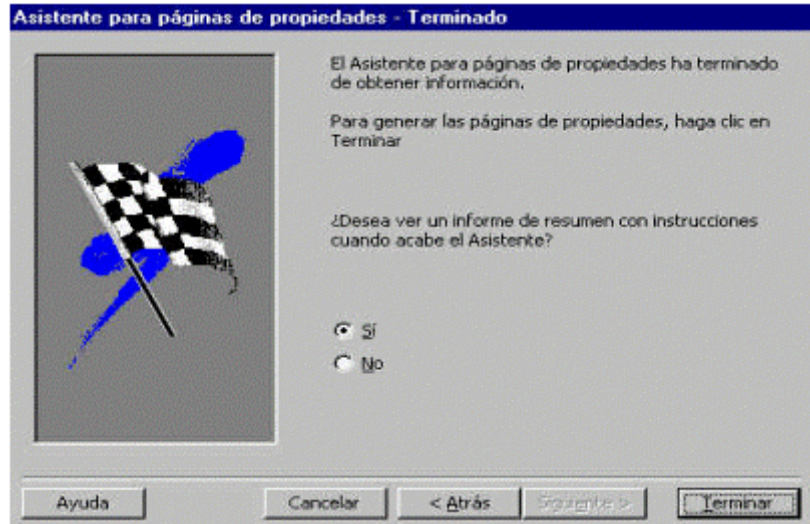 Asistente para páginas de propiedades - Terminado
El Asistente para páginas de propiedades ha terminado
de obtener información.
Para generar las páginas de propiedades, haga clic en
Terminar
¿Desea ver un informe de resumen con instrucciones
cuando acabe el Asistente?
Sí
No
Ayuda
Cancelar
< Atrás
Siguiente >
Terminar